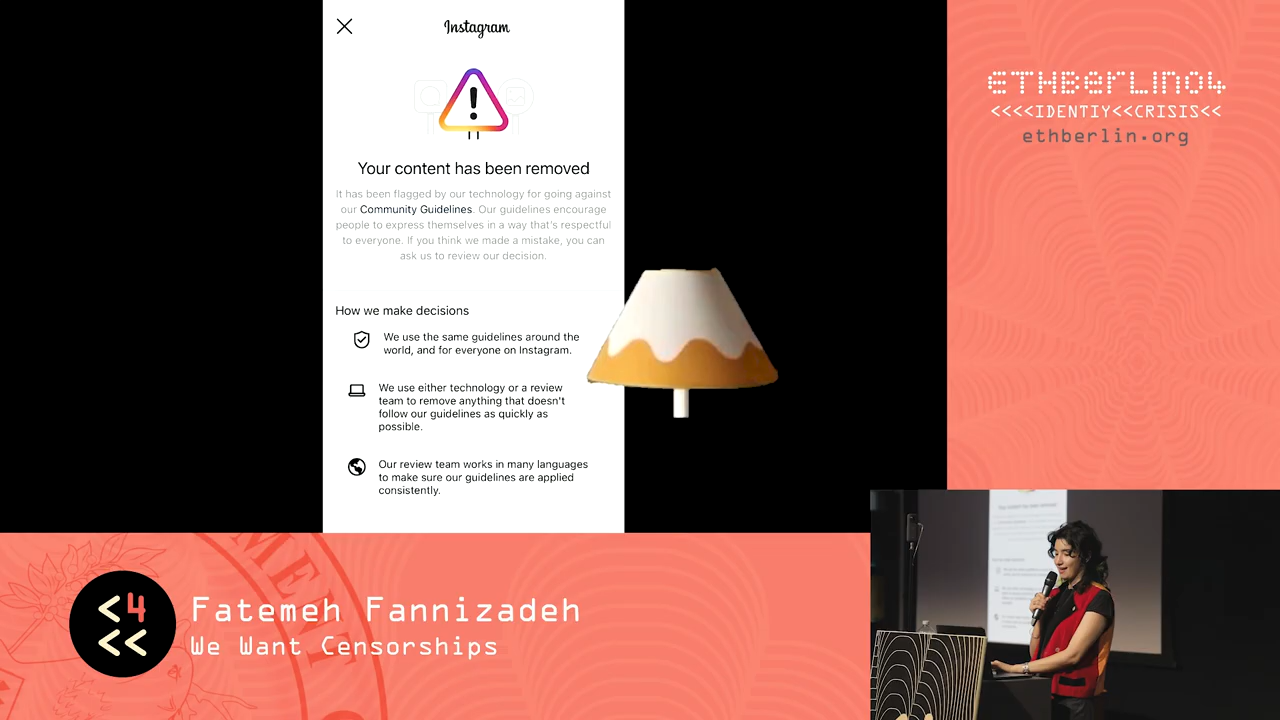 Instagram
Your content has been removed
It has been flagged by our technology for going against
our Community Guidelines. Our guidelines encourage
people to express themselves in a way that's respectful
to everyone. If you think we made a mistake, you can
ask us to review our decision.
How we make decisions
We use the same guidelines around the
world, and for everyone on Instagram.
We use either technology or a review
team to remove anything that doesn't
follow our guidelines as quickly as
possible.
Our review team works in many languages
to make sure our guidelines are applied
consistently.
ETHBerlin04
<<<<IDENTIY<<CRISIS<<
ethberlin.org
<4
<<
Fatemeh Fannizadeh
We Want Censorships